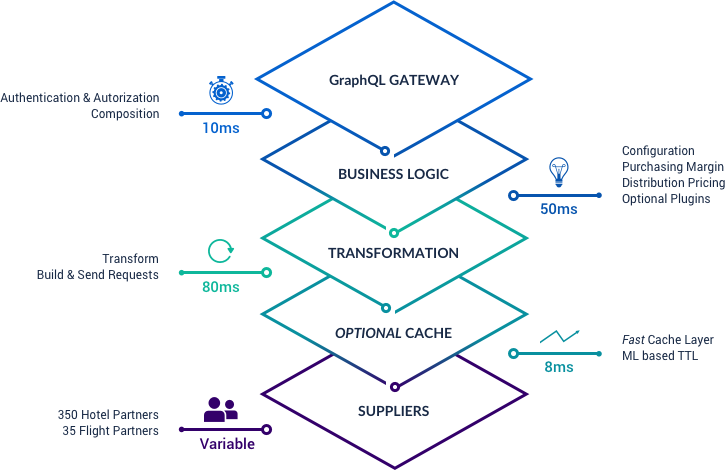 GraphQL GATEWAY
Authentication & Autorization
Composition
10ms
BUSINESS LOGIC
Configuration
Purchasing Margin
Distribution Pricing
Optional Plugins
50ms
TRANSFORMATION
Transform
Build & Send Requests
80ms
OPTIONAL CACHE
Fast Cache Layer
ML based TTL
8ms
SUPPLIERS
350 Hotel Partners
35 Flight Partners
Variable